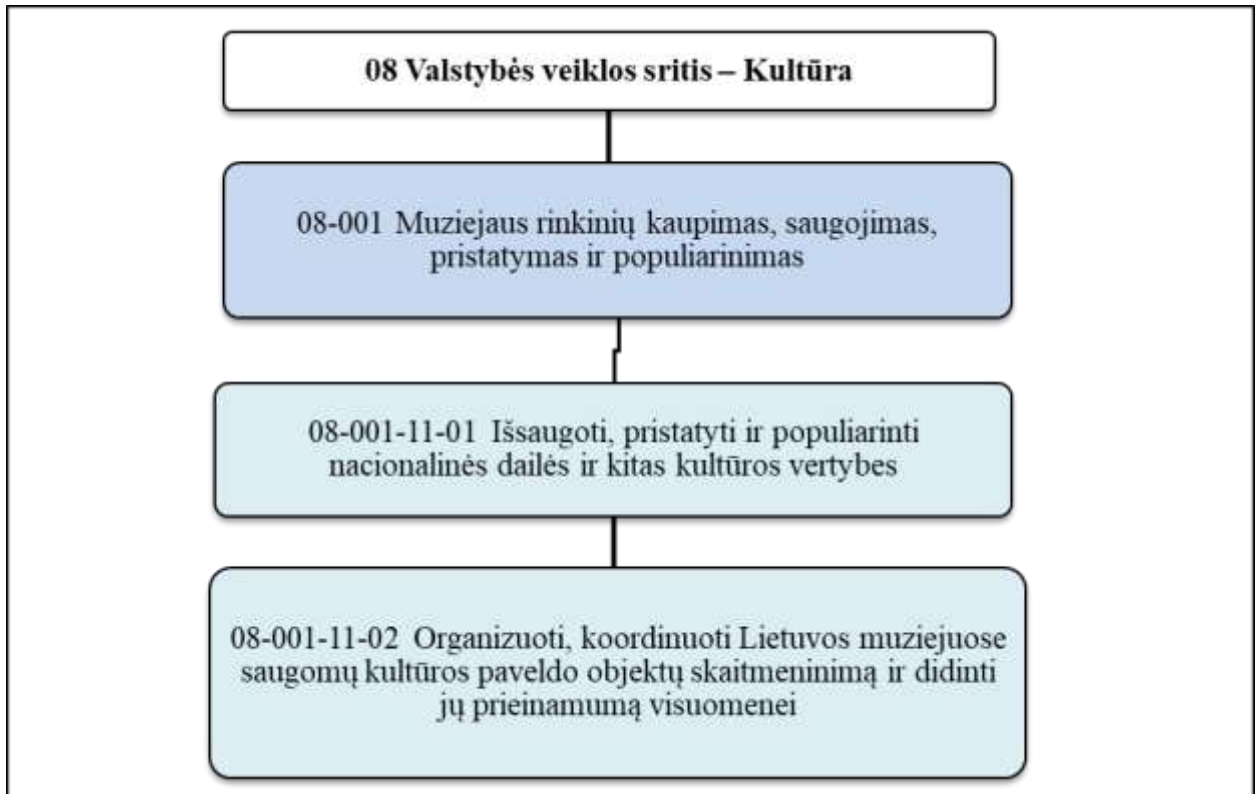 08 Valstybės veiklos sritis – Kultūra
08-001 Muziejaus rinkinių kaupimas, saugojimas,
pristatymas ir populiarinimas
08-001-11-01 Išsaugoti, pristatyti ir populiarinti
nacionalinės dailės ir kitas kultūros vertybes
08-001-11-02 Organizuoti, koordinuoti Lietuvos muziejuose
saugomų kultūros paveldo objektų skaitmeninimą ir didinti
jų prieinamumą visuomenei